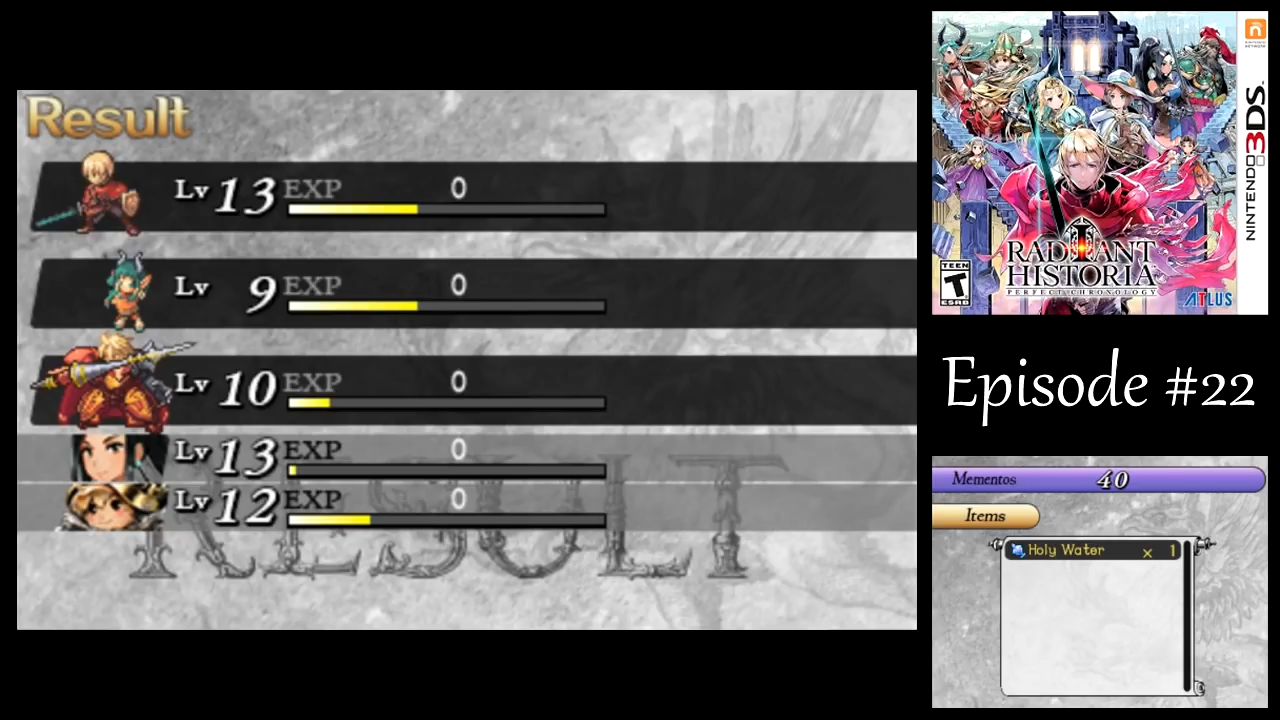 Result
Lv 13 EXP 0
Lv 9 EXP 0
Lv 10 EXP 0
Lv 13 EXP 0
Lv 12 EXP 0
RESULT
NINTENDO 3DS
RADIANT
HISTORIA
PERFECT CHRONOLOGY
TEEN
T
ESRB
ATLUS
Episode #22
Mementos 40
Items
Holy Water × 1